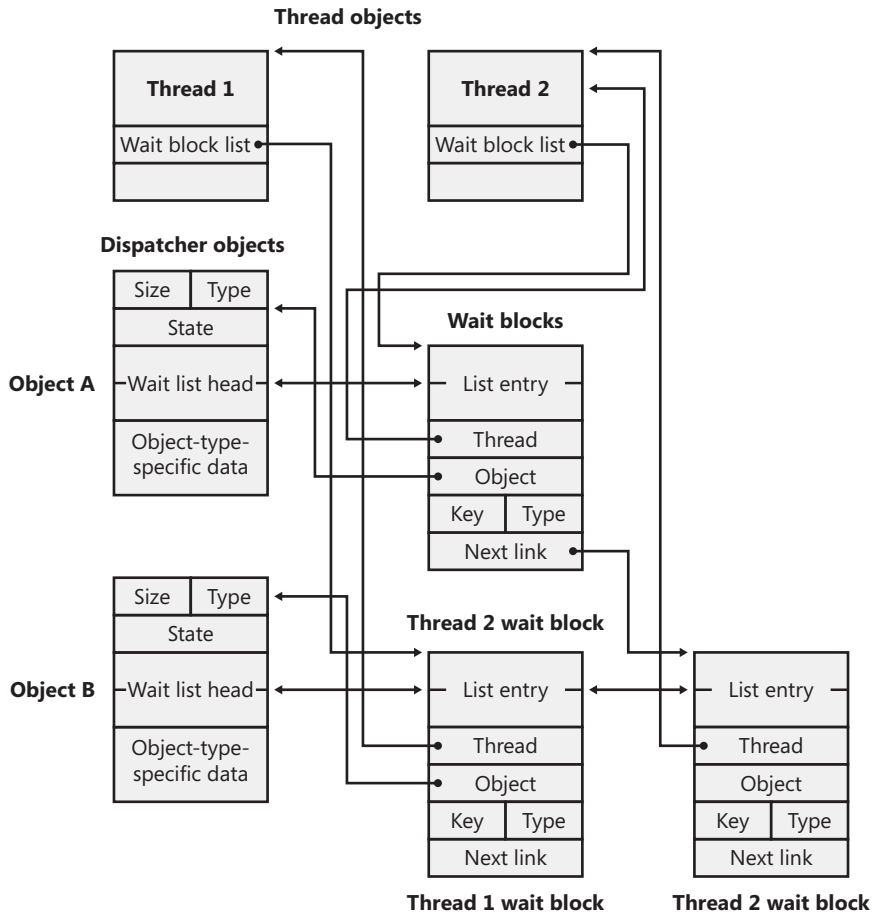 Thread objects
Thread 1
Wait block list
Thread 2
Wait block list
Dispatcher objects
Object A
Size
Type
State
Wait list head
Object-type-
specific data
Wait blocks
List entry
Thread
Object
Key
Type
Next link
Thread 2 wait block
Object B
Size
Type
State
Wait list head
Object-type-
specific data
List entry
Thread
Object
Key
Type
Next link
Thread 1 wait block
List entry
Thread
Object
Key
Type
Next link
Thread 2 wait block